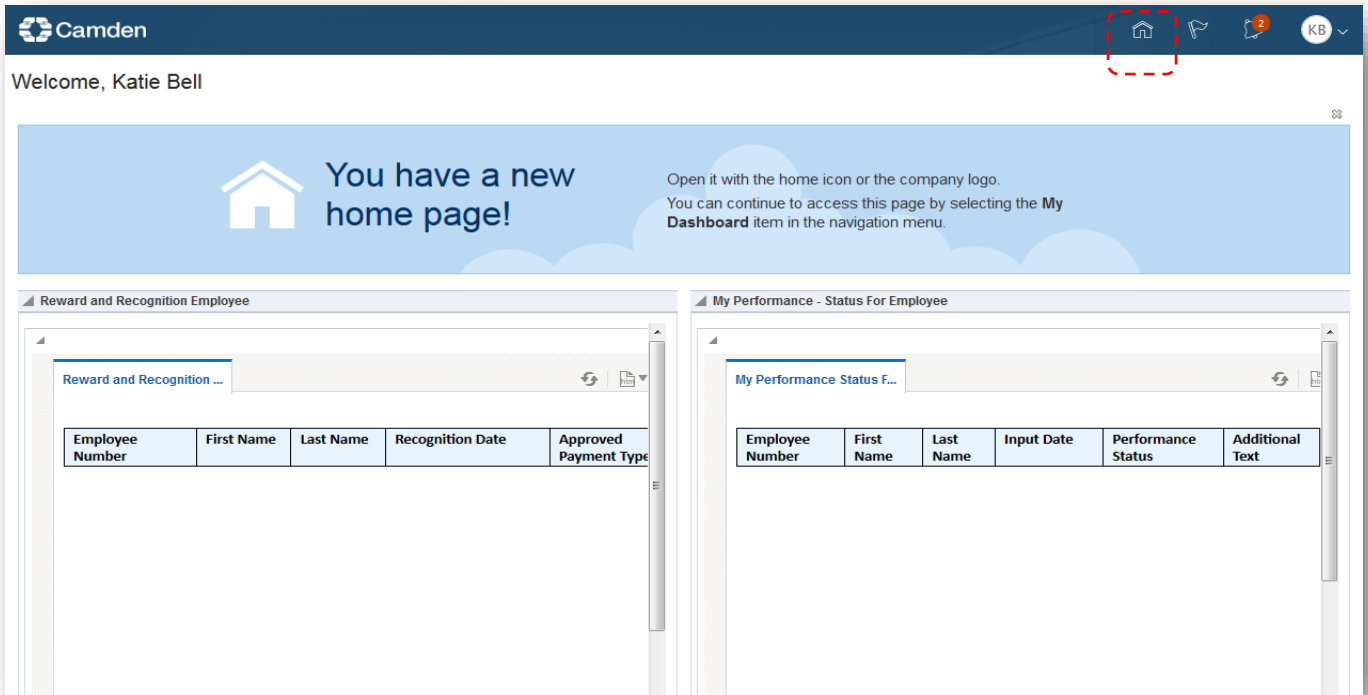 Camden
2
KB
Welcome, Katie Bell
You have a new
home page!
Open it with the home icon or the company logo.
You can continue to access this page by selecting the My
Dashboard item in the navigation menu.
Reward and Recognition Employee
Reward and Recognition ...
Employee Number First Name Last Name Recognition Date Approved Payment Type
My Performance - Status For Employee
My Performance Status F...
Employee Number First Name Last Name Input Date Performance Status Additional Text